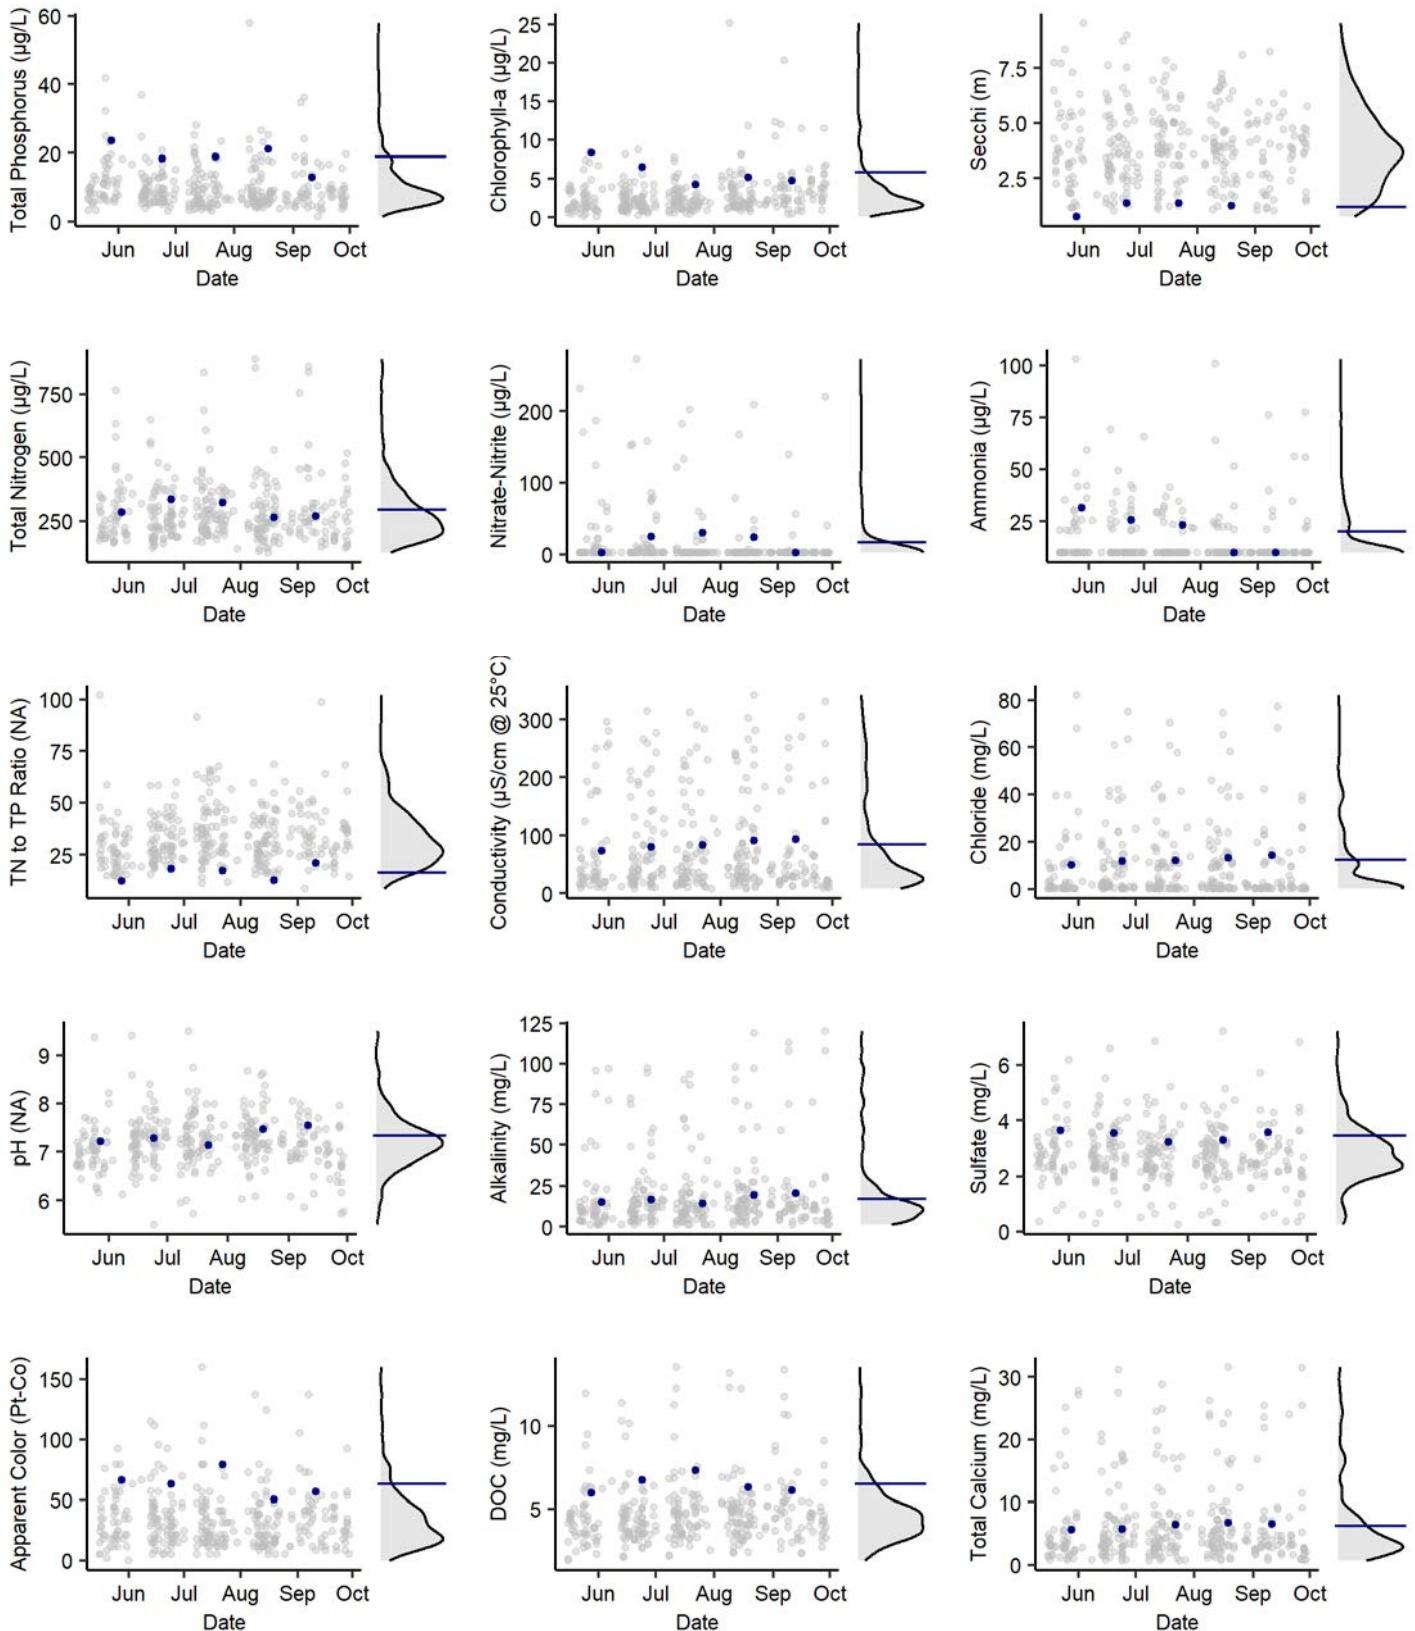 Total Phosphorus (µg/L)
60
40
20
0
Jun Jul Aug Sep Oct
Date
Chlorophyll-a (µg/L)
25
20
15
10
5
0
Jun Jul Aug Sep Oct
Date
Secchi (m)
7.5
5.0
2.5
Jun Jul Aug Sep Oct
Date
Total Nitrogen (µg/L)
750
500
250
Jun Jul Aug Sep Oct
Date
Nitrate-Nitrite (µg/L)
200
100
0
Jun Jul Aug Sep Oct
Date
Ammonia (µg/L)
100
75
50
25
Jun Jul Aug Sep Oct
Date
TN to TP Ratio (NA)
100
75
50
25
Jun Jul Aug Sep Oct
Date
Conductivity (µS/cm @ 25°C)
300
200
100
0
Jun Jul Aug Sep Oct
Date
Chloride (mg/L)
80
60
40
20
0
Jun Jul Aug Sep Oct
Date
pH (NA)
9
8
7
6
Jun Jul Aug Sep Oct
Date
Alkalinity (mg/L)
125
100
75
50
25
0
Jun Jul Aug Sep Oct
Date
Sulfate (mg/L)
6
4
2
0
Jun Jul Aug Sep Oct
Date
Apparent Color (Pt-Co)
150
100
50
0
Jun Jul Aug Sep Oct
Date
DOC (mg/L)
10
5
Jun Jul Aug Sep Oct
Date
Total Calcium (mg/L)
30
20
10
0
Jun Jul Aug Sep Oct
Date